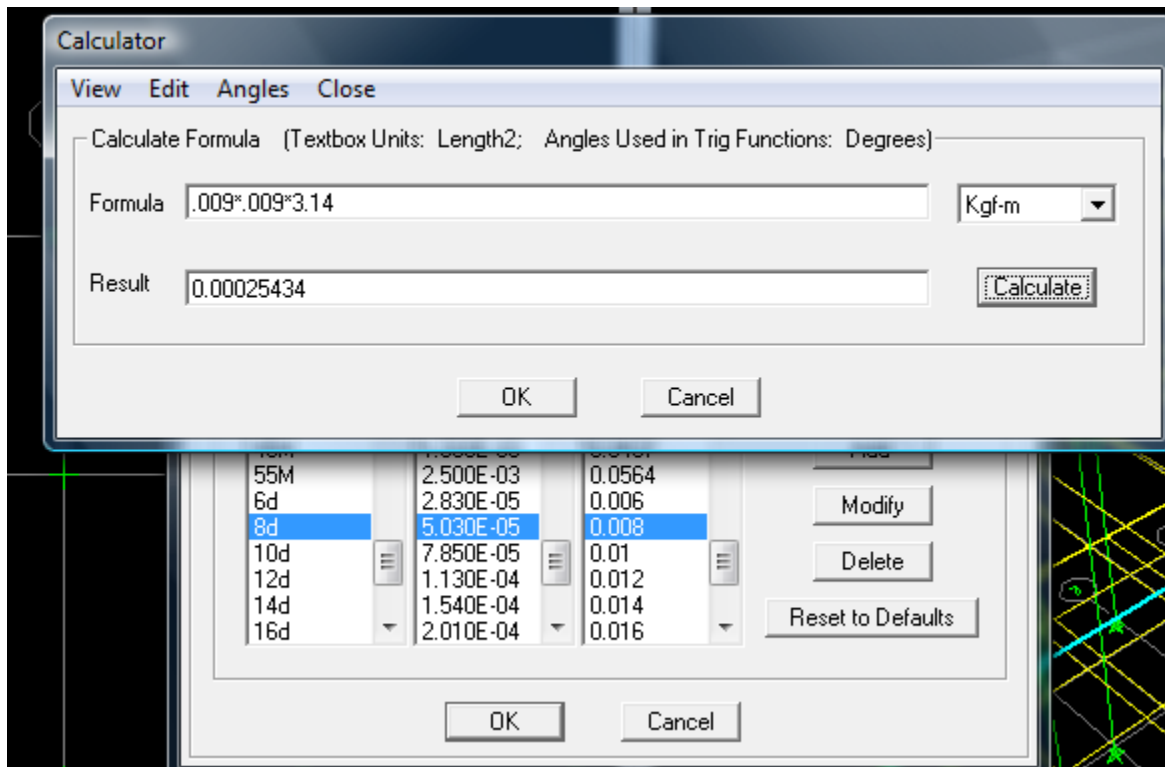 Calculator
View Edit Angles Close
Calculate Formula (Textbox Units: Length2; Angles Used in Trig Functions: Degrees)
Formula .009*.009*3.14 Kgf-m
Result 0.00025434 Calculate
OK Cancel
55M 2.500E-03 0.0564
6d 2.830E-05 0.006
Modify
8d 5.030E-05 0.008
10d 7.850E-05 0.01
Delete
12d 1.130E-04 0.012
14d 1.540E-04 0.014
Reset to Defaults
16d 2.010E-04 0.016
OK Cancel